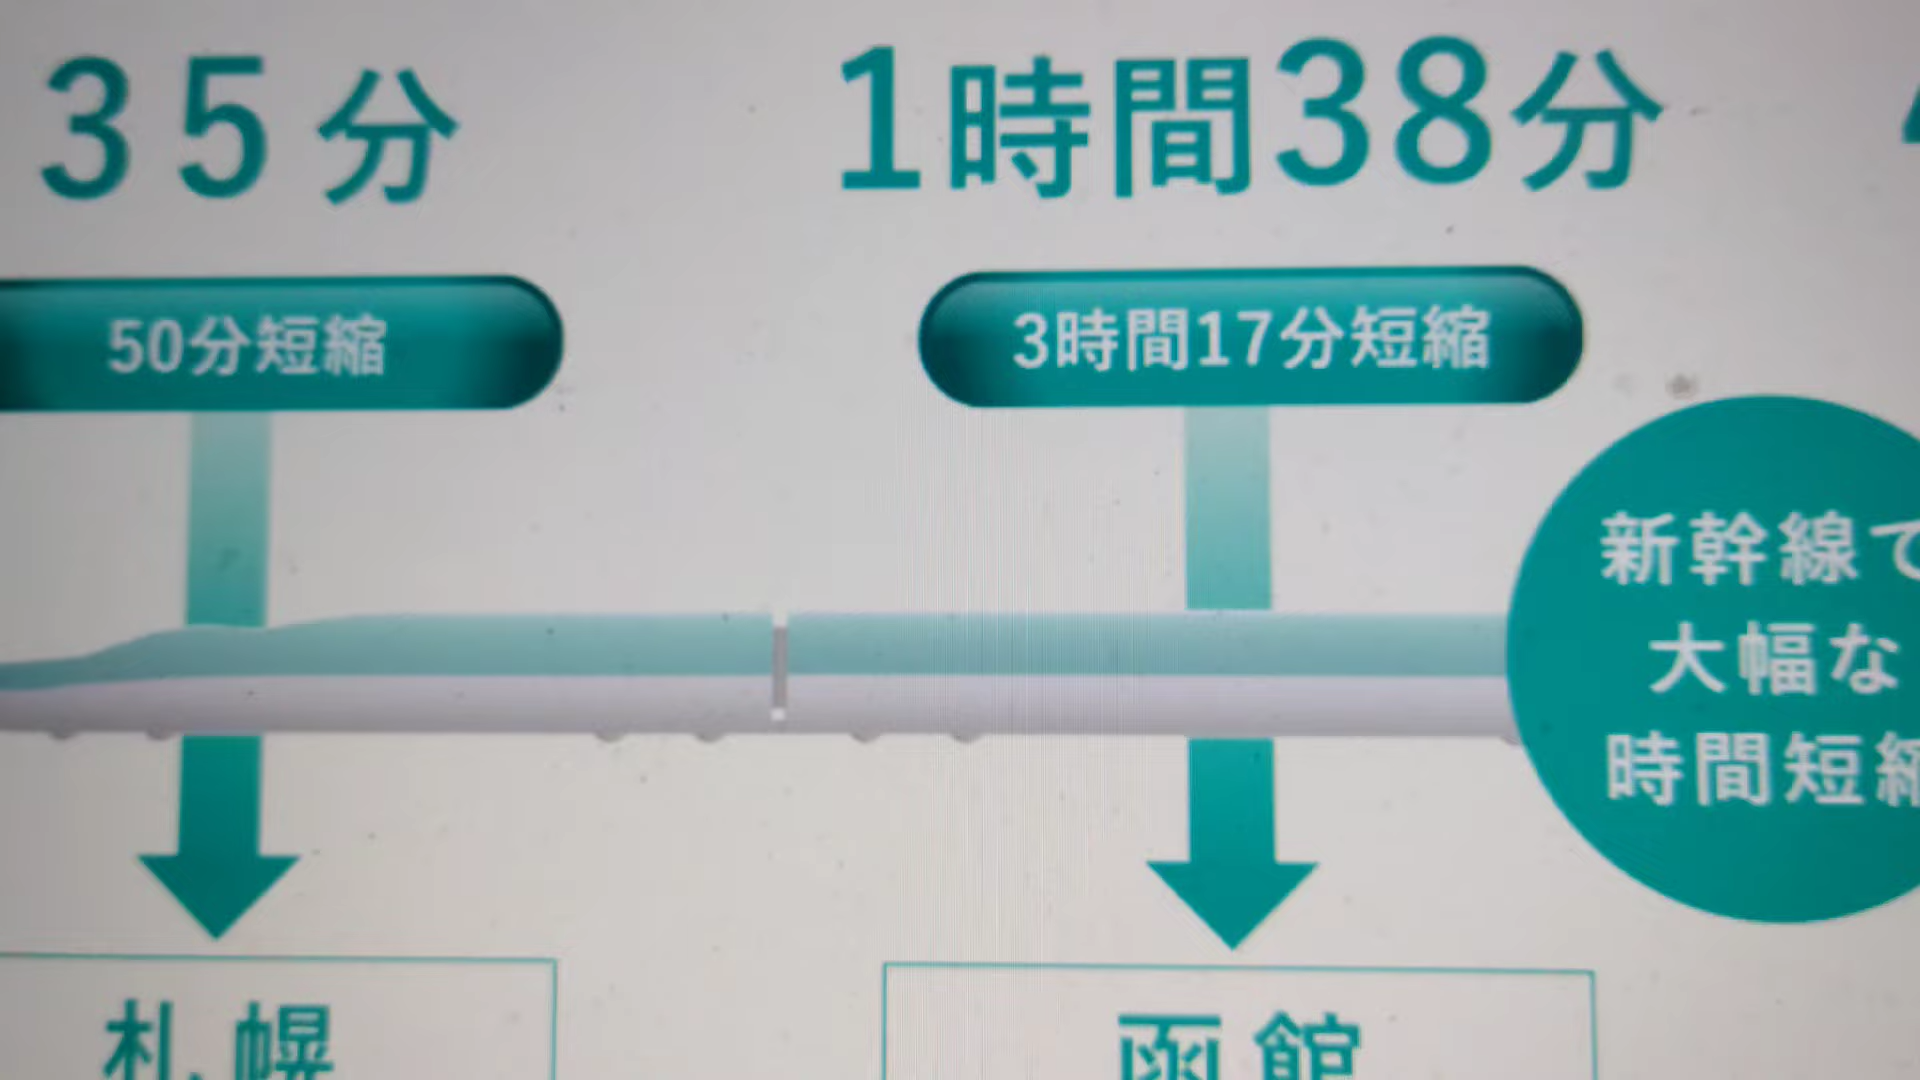 35分
1時間38分
50分短縮
3時間17分短縮
新幹線で
大幅な
時間短縮
札幌
函館